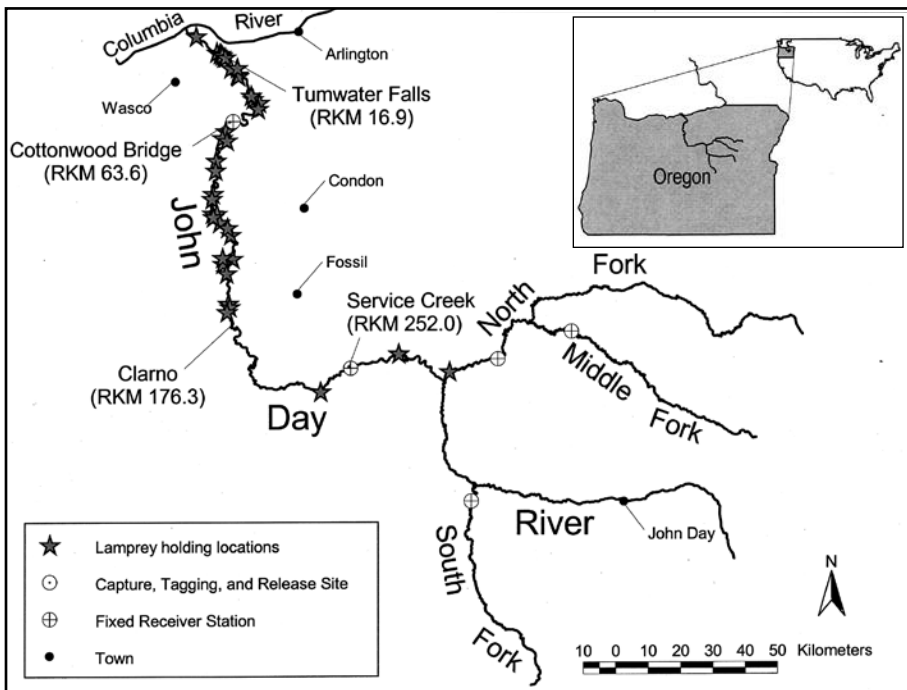 Columbia
River
Arlington
Wasco
Tumwater Falls
(RKM 16.9)
Cottonwood Bridge
(RKM 63.6)
Condon
John
Fossil
Service Creek
(RKM 252.0)
North
Fork
Clarno
(RKM 176.3)
Day
Middle
Fork
River
John Day
South
Fork
Oregon
Lamprey holding locations
Capture, Tagging, and Release Site
Fixed Receiver Station
Town
N
10 0 10 20 30 40 50 Kilometers